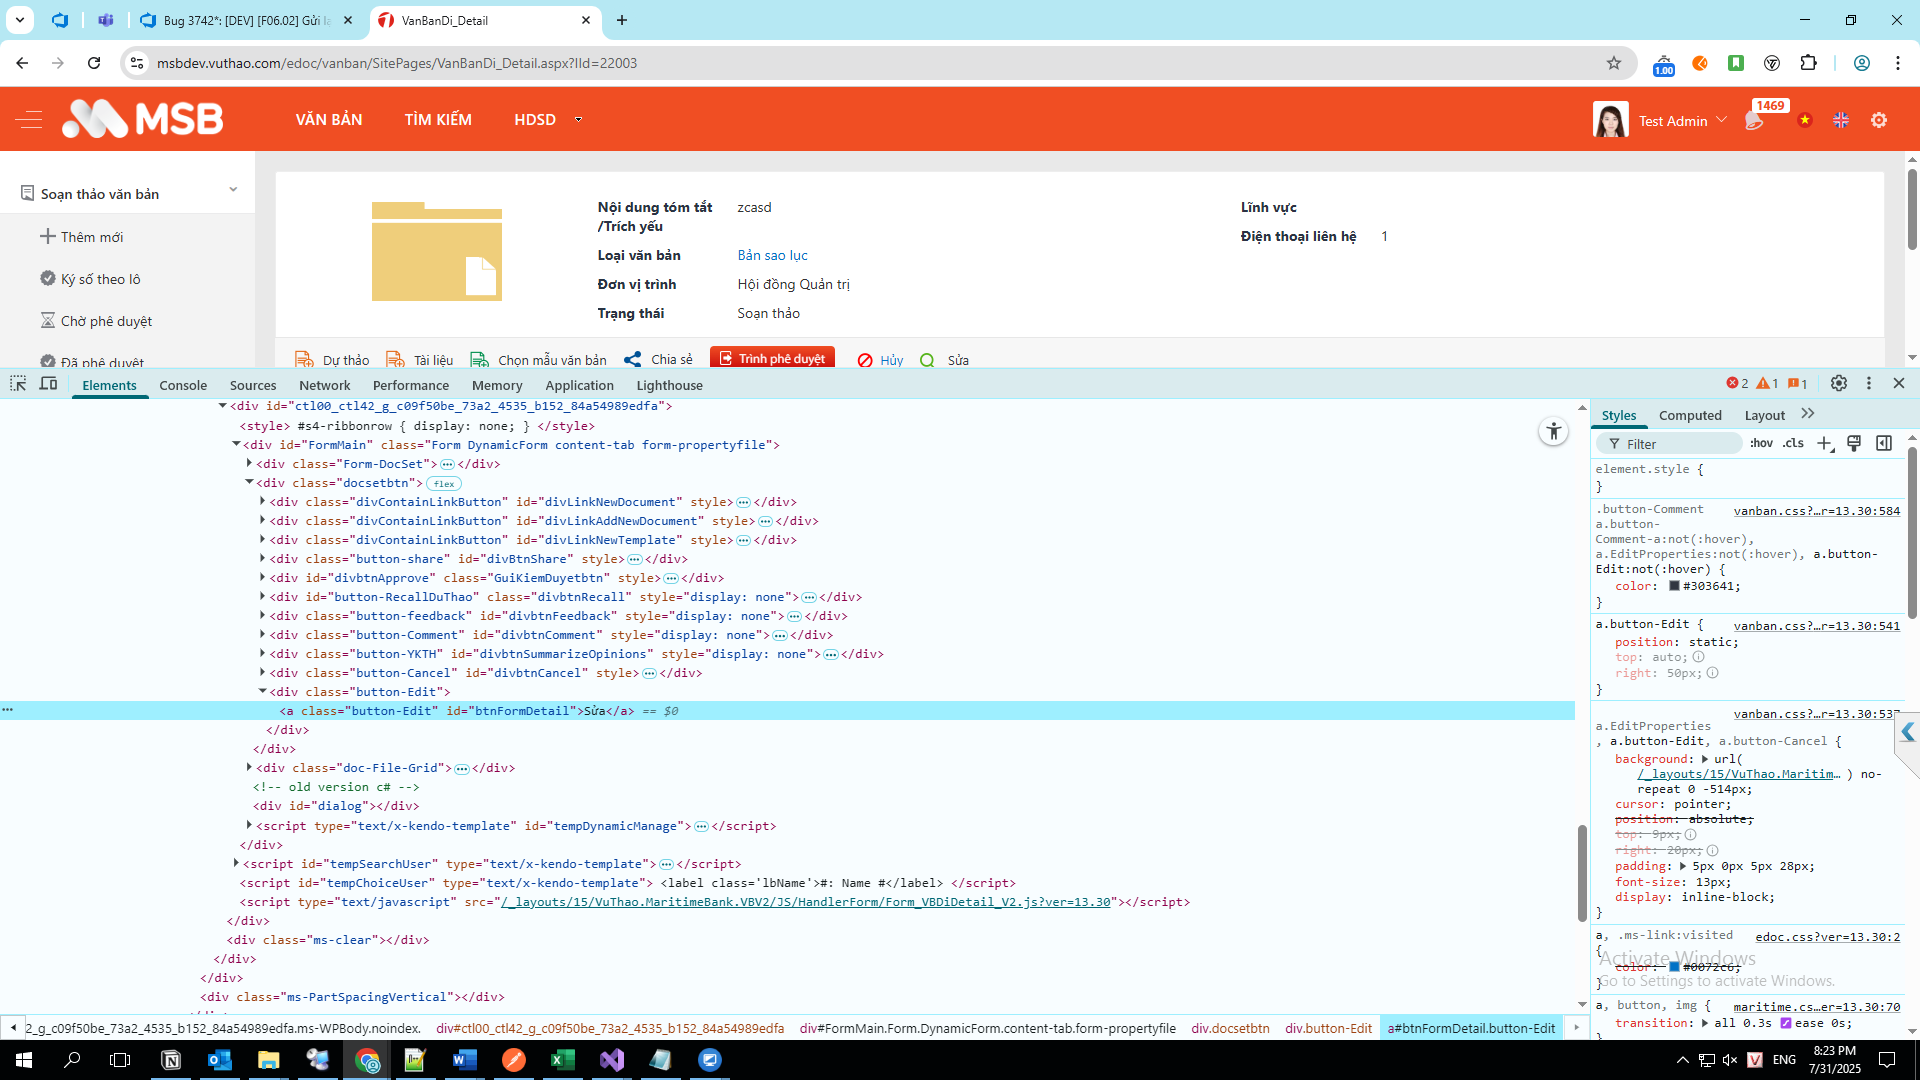 Bug 3742*: [DEV] [F06.02] Gửi
VanBanDi_Detail
msbdev.vuthao.com/edoc/vanban/SitePages/VanBanDi_Detail.aspx?IId=22003
1.00
MSB
VĂN BẢN
TÌM KIẾM
HDSD
Test Admin
1469
Soạn thảo văn bản
Thêm mới
Ký số theo lô
Chờ phê duyệt
Đã phê duyệt
Nội dung tóm tắt /Trích yếu
zcasd
Loại văn bản
Bản sao lục
Đơn vị trình
Hội đồng Quản trị
Trạng thái
Soạn thảo
Lĩnh vực
Điện thoại liên hệ
1
Dự thảo
Tài liệu
Chọn mẫu văn bản
Chia sẻ
Trình phê duyệt
Hủy
Sửa
Elements
Console
Sources
Network
Performance
Memory
Application
Lighthouse
2
1
1
<div id="ctl00_ctl42_g_c09f50be_73a2_4535_b152_84a54989edfa">
<style> #s4-ribbonrow { display: none; } </style>
<div id="FormMain" class="Form DynamicForm content-tab form-propertyfile">
<div class="Form-DocSet">…</div>
<div class="docsetbtn"> flex
<div class="divContainLinkButton" id="divLinkNewDocument" style>…</div>
<div class="divContainLinkButton" id="divLinkAddNewDocument" style>…</div>
<div class="divContainLinkButton" id="divLinkNewTemplate" style>…</div>
<div class="button-share" id="divBtnShare" style>…</div>
<div id="divbtnApprove" class="GuiKiemDuyetbtn" style>…</div>
<div id="button-RecallDuThao" class="divbtnRecall" style="display: none">…</div>
<div class="button-feedback" id="divbtnFeedback" style="display: none">…</div>
<div class="button-Comment" id="divbtnComment" style="display: none">…</div>
<div class="button-YKTH" id="divbtnSummarizeOpinions" style="display: none">…</div>
<div class="button-Cancel" id="divbtnCancel" style>…</div>
<div class="button-Edit">
<a class="button-Edit" id="btnFormDetail">Sửa</a> == $0
</div>
</div>
<div class="doc-File-Grid">…</div>
<!-- old version c# -->
<div id="dialog"></div>
<script type="text/x-kendo-template" id="tempDynamicManage">…</script>
</div>
<script id="tempSearchUser" type="text/x-kendo-template">…</script>
<script id="tempChoiceUser" type="text/x-kendo-template"> <label class='lbName'>#: Name #</label> </script>
<script type="text/javascript" src="/_layouts/15/VuThao.MaritimeBank.VBV2/JS/HandlerForm/Form_VBDiDetail_V2.js?ver=13.30"></script>
</div>
<div class="ms-clear"></div>
</div>
</div>
<div class="ms-PartSpacingVertical"></div>
2_g_c09f50be_73a2_4535_b152_84a54989edfa.ms-WPBody.noindex.
div#ctl00_ctl42_g_c09f50be_73a2_4535_b152_84a54989edfa
div#FormMain.Form.DynamicForm.content-tab.form-propertyfile
div.docsetbtn
div.button-Edit
a#btnFormDetail.button-Edit
Styles
Computed
Layout
Filter
:hov
.cls
element.style {
}
.button-Comment vanban.css?…r=13.30:584
a.button-
Comment-a:not(:hover),
a.EditProperties:not(:hover), a.button-
Edit:not(:hover) {
color: #303641;
}
a.button-Edit { vanban.css?…r=13.30:541
position: static;
top: auto;
right: 50px;
}
vanban.css?…r=13.30:537
a.EditProperties
, a.button-Edit, a.button-Cancel {
background: url(
/_layouts/15/VuThao.Maritim… ) no-
repeat 0 -514px;
cursor: pointer;
position: absolute;
top: 9px;
right: 20px;
padding: 5px 0px 5px 28px;
font-size: 13px;
display: inline-block;
}
a, .ms-link:visited edoc.css?ver=13.30:2
{
color: #0072c6;
}
Activate Windows
Go to Settings to activate Windows.
a, button, img { maritime.cs…er=13.30:70
transition: all 0.3s ease 0s;
ENG
8:23 PM
7/31/2025